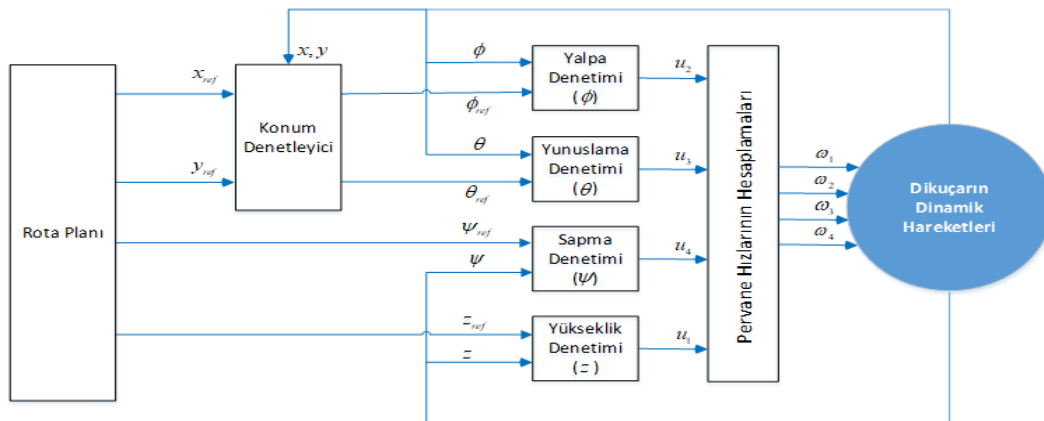 Rota Planı
x_ref
y_ref
Konum
Denetleyici
x, y
ϕ
ϕ_ref
θ
θ_ref
ψ_ref
ψ
z_ref
z
Yalpa
Denetimi
(ϕ)
Yunuslama
Denetimi
(θ)
Sapma
Denetimi
(ψ)
Yükseklik
Denetimi
(z)
u_2
u_3
u_4
u_1
Pervane Hızlarının Hesaplamaları
ω_1
ω_2
ω_3
ω_4
Dikuçarın
Dinamik
Hareketleri